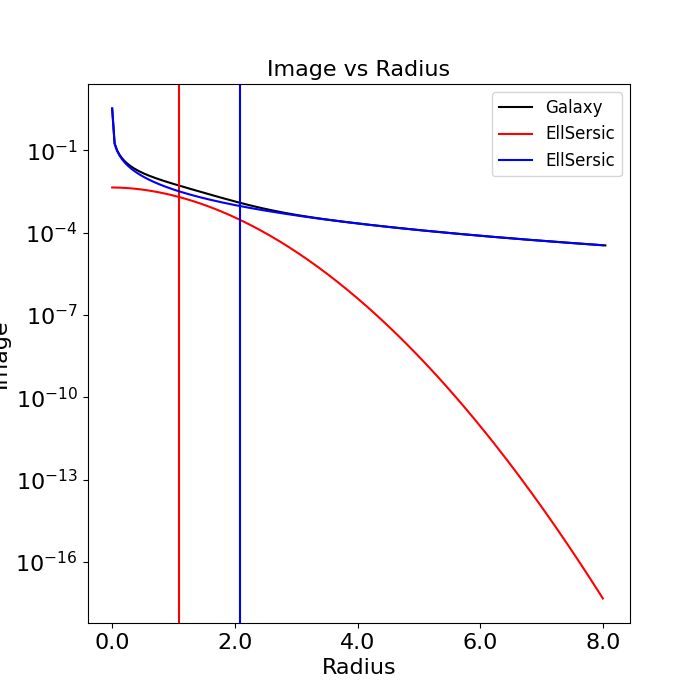 Image vs Radius
Galaxy
EllSersic
EllSersic
10^{-1}
10^{-4}
10^{-7}
10^{-10}
10^{-13}
10^{-16}
Image
0.0 2.0 4.0 6.0 8.0
Radius